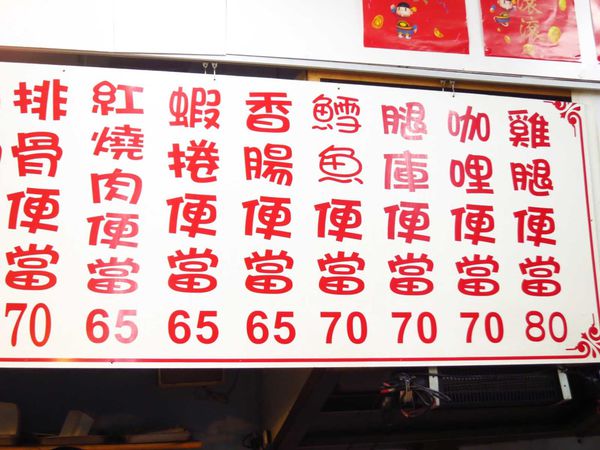 雞腿便當 80
咖哩便當 70
腿庫便當 70
鱈魚便當 70
香腸便當 65
蝦捲便當 65
紅燒肉便當 65
排骨便當 70
滾滾